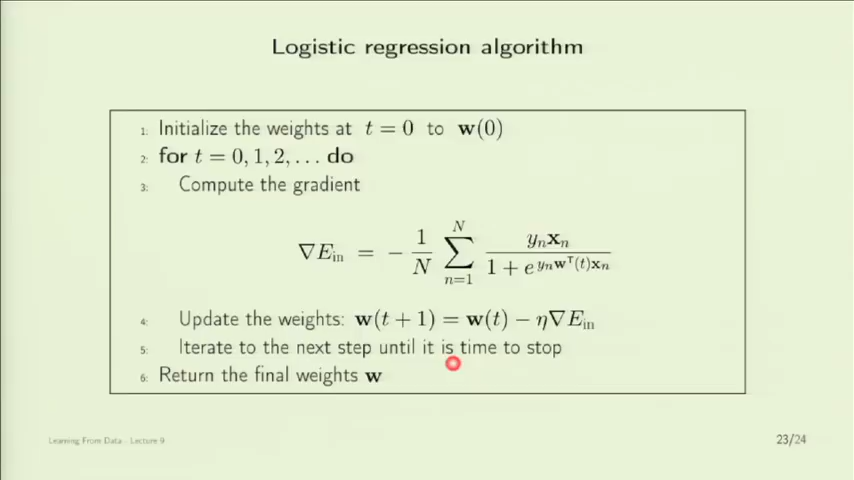 Logistic regression algorithm
1: Initialize the weights at t = 0 to w(0)
2: for t = 0, 1, 2, . . . do
3: Compute the gradient
∇E_in = − 1/N ∑_{n=1}^{N} y_n x_n / (1 + e^{y_n w^T(t) x_n})
4: Update the weights: w(t + 1) = w(t) − η∇E_in
5: Iterate to the next step until it is time to stop
6: Return the final weights w
Learning From Data - Lecture 9
23/24